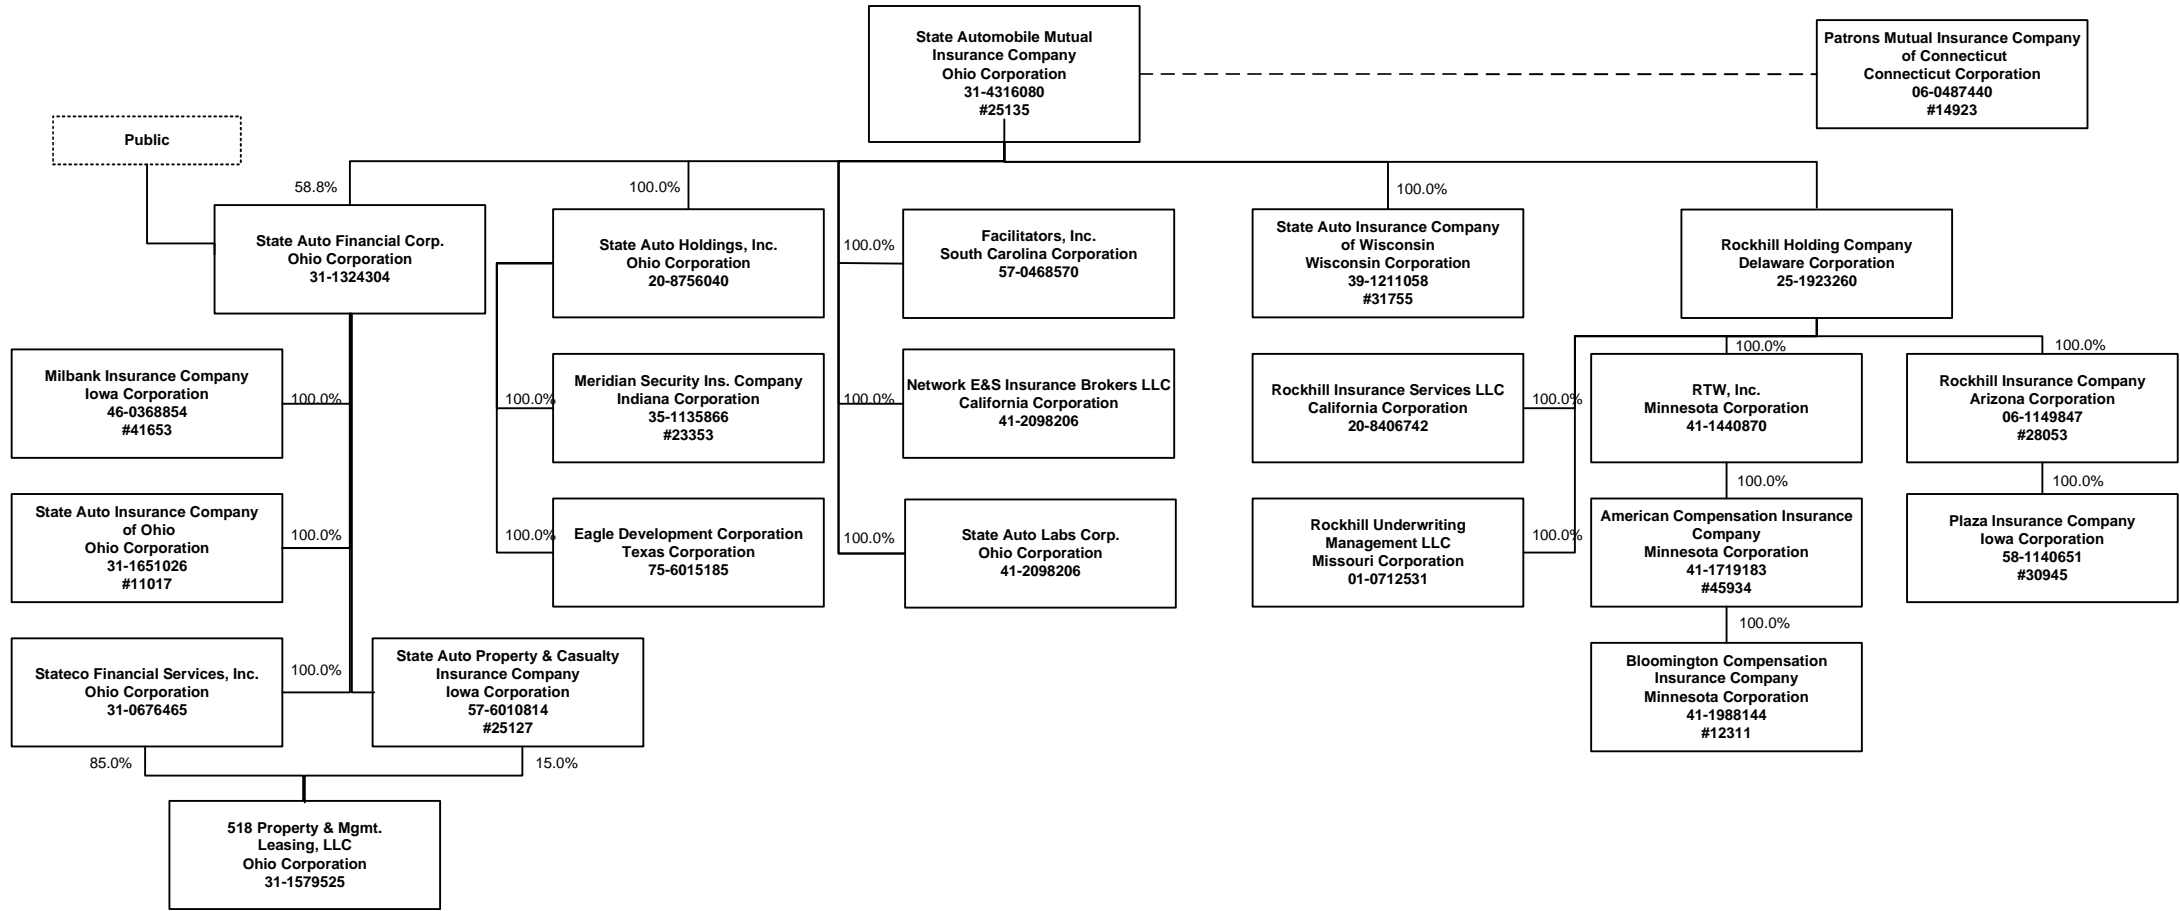 State Automobile Mutual
Insurance Company
Ohio Corporation
31-4316080
#25135
Patrons Mutual Insurance Company
of Connecticut
Connecticut Corporation
06-0487440
#14923
Public
58.8%
100.0%
100.0%
State Auto Financial Corp.
Ohio Corporation
31-1324304
State Auto Holdings, Inc.
Ohio Corporation
20-8756040
100.0%
Facilitators, Inc.
South Carolina Corporation
57-0468570
State Auto Insurance Company
of Wisconsin
Wisconsin Corporation
39-1211058
#31755
Rockhill Holding Company
Delaware Corporation
25-1923260
100.0%
100.0%
Milbank Insurance Company
Iowa Corporation
46-0368854
#41653
100.0%
100.0%
Meridian Security Ins. Company
Indiana Corporation
35-1135866
#23353
100.0%
Network E&S Insurance Brokers LLC
California Corporation
41-2098206
Rockhill Insurance Services LLC
California Corporation
20-8406742
100.0%
RTW, Inc.
Minnesota Corporation
41-1440870
Rockhill Insurance Company
Arizona Corporation
06-1149847
#28053
100.0%
100.0%
State Auto Insurance Company
of Ohio
Ohio Corporation
31-1651026
#11017
100.0%
100.0%
Eagle Development Corporation
Texas Corporation
75-6015185
100.0%
State Auto Labs Corp.
Ohio Corporation
41-2098206
Rockhill Underwriting
Management LLC
Missouri Corporation
01-0712531
100.0%
American Compensation Insurance
Company
Minnesota Corporation
41-1719183
#45934
Plaza Insurance Company
Iowa Corporation
58-1140651
#30945
100.0%
Stateco Financial Services, Inc.
Ohio Corporation
31-0676465
100.0%
State Auto Property & Casualty
Insurance Company
Iowa Corporation
57-6010814
#25127
Bloomington Compensation
Insurance Company
Minnesota Corporation
41-1988144
#12311
85.0%
15.0%
518 Property & Mgmt.
Leasing, LLC
Ohio Corporation
31-1579525